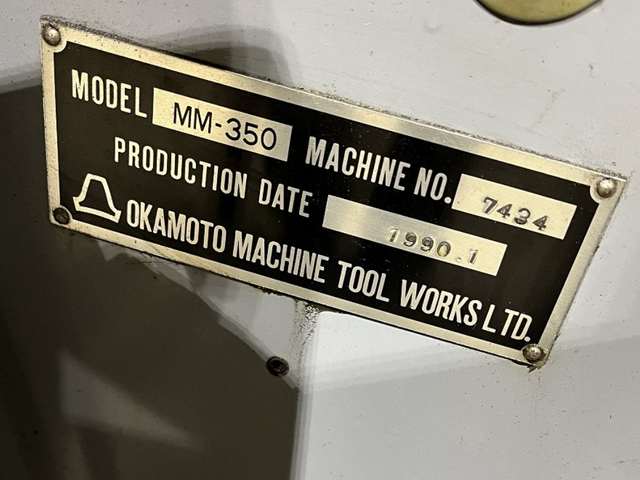 MODEL MM-350 MACHINE NO. 7434
PRODUCTION DATE 1990.1
OKAMOTO MACHINE TOOL WORKS LTD.